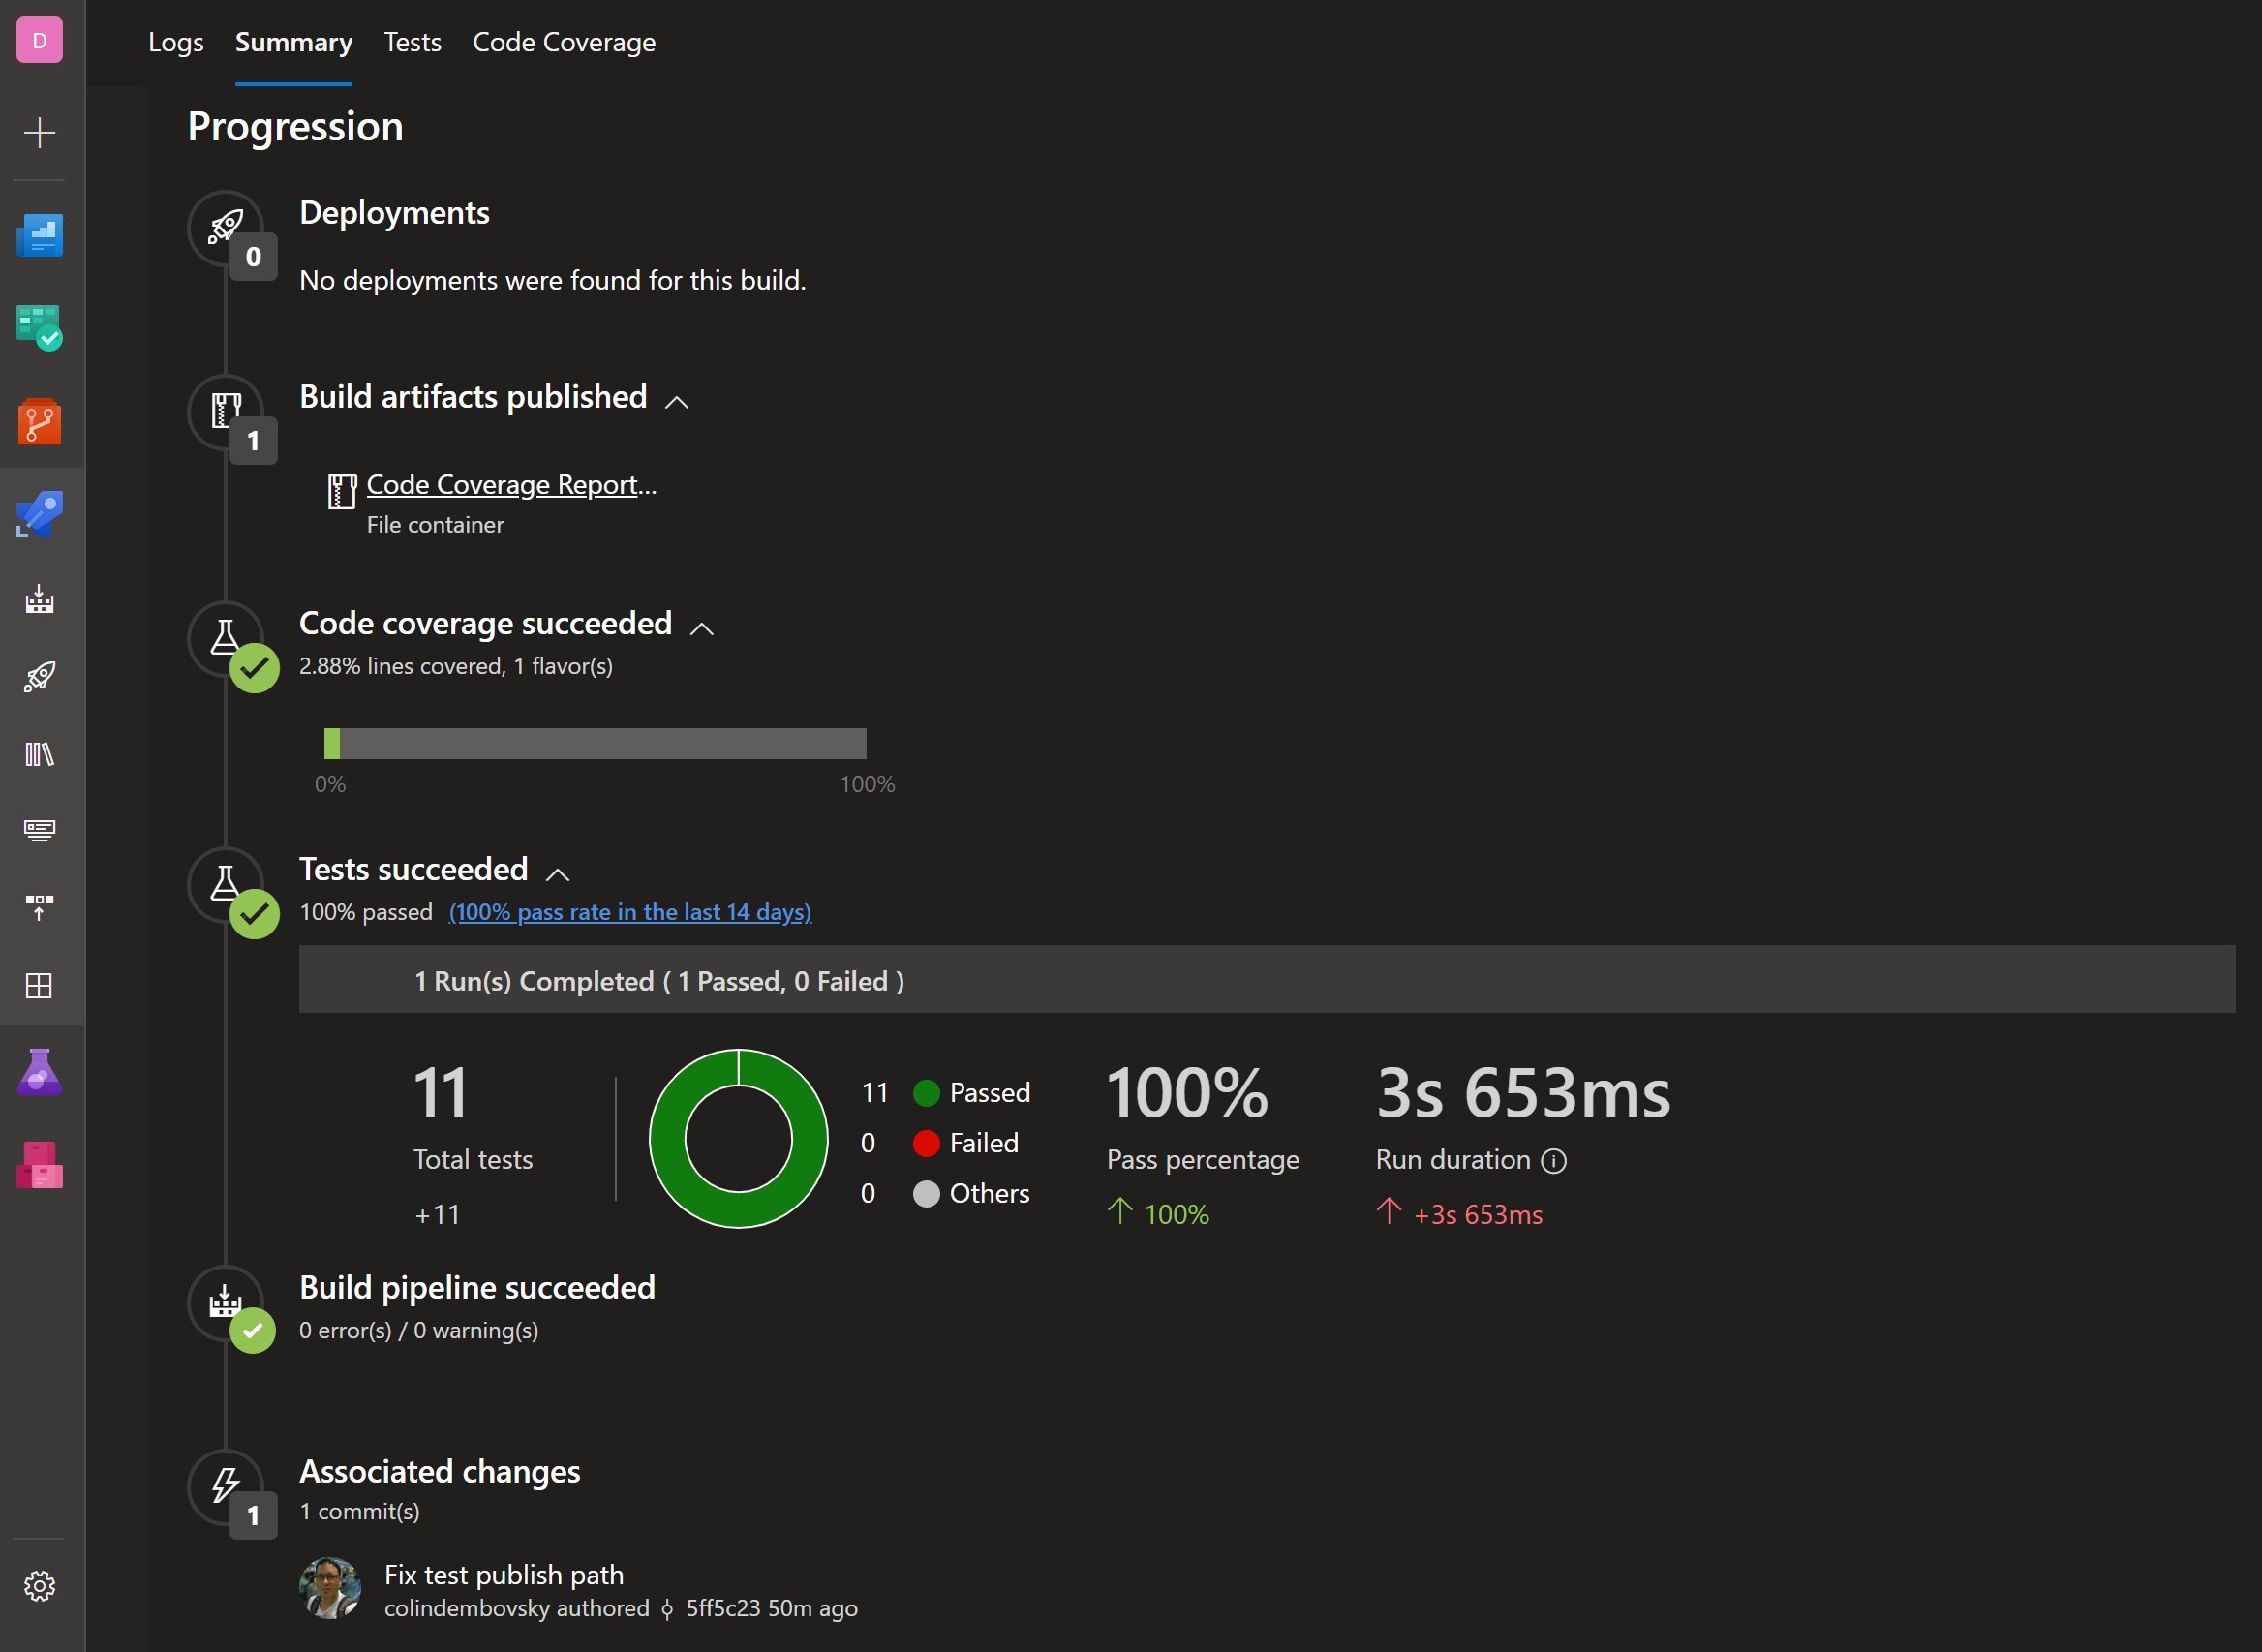 D
Logs Summary Tests Code Coverage
Progression
Deployments
0
No deployments were found for this build.
Build artifacts published
1
Code Coverage Report...
File container
Code coverage succeeded
2.88% lines covered, 1 flavor(s)
0% 100%
Tests succeeded
100% passed (100% pass rate in the last 14 days)
1 Run(s) Completed ( 1 Passed, 0 Failed )
11
Total tests
+11
11 Passed
0 Failed
0 Others
100%
Pass percentage
100%
3s 653ms
Run duration
+3s 653ms
Build pipeline succeeded
0 error(s) / 0 warning(s)
Associated changes
1
1 commit(s)
Fix test publish path
colindembovsky authored 5ff5c23 50m ago